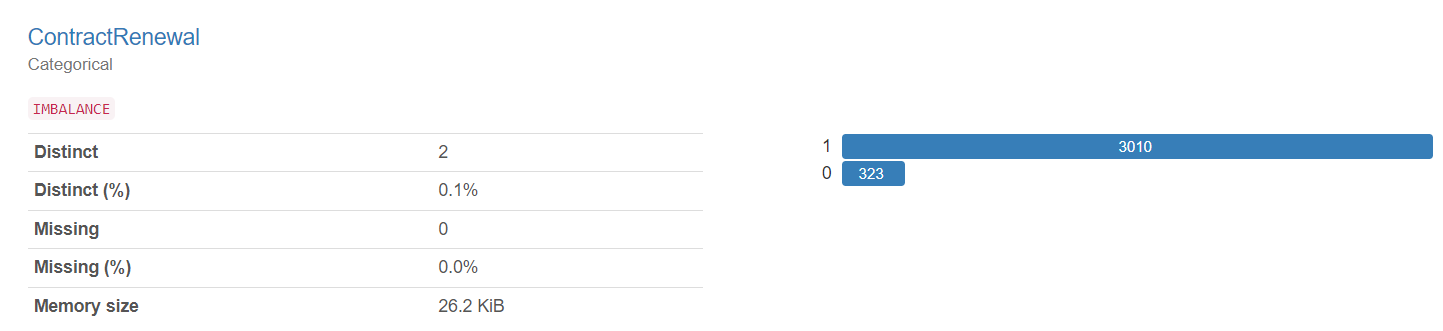 ContractRenewal
Categorical
IMBALANCE
Distinct 2
Distinct (%) 0.1%
Missing 0
Missing (%) 0.0%
Memory size 26.2 KiB
1 3010
0 323